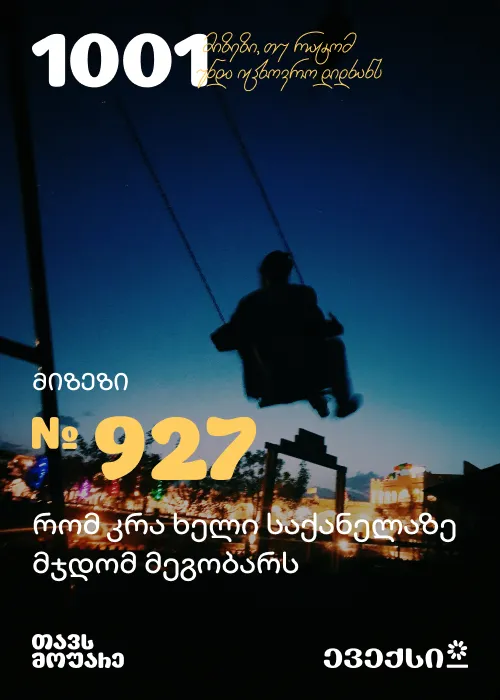 1001 მიზეზი, თუ რატომ
უნდა იცხოვრო დიდხანს
მიზეზი
№ 927
რომ კრა ხელი საქანელაზე
მჯდომ მეგობარს
თავს
მოუარე
ევექსი